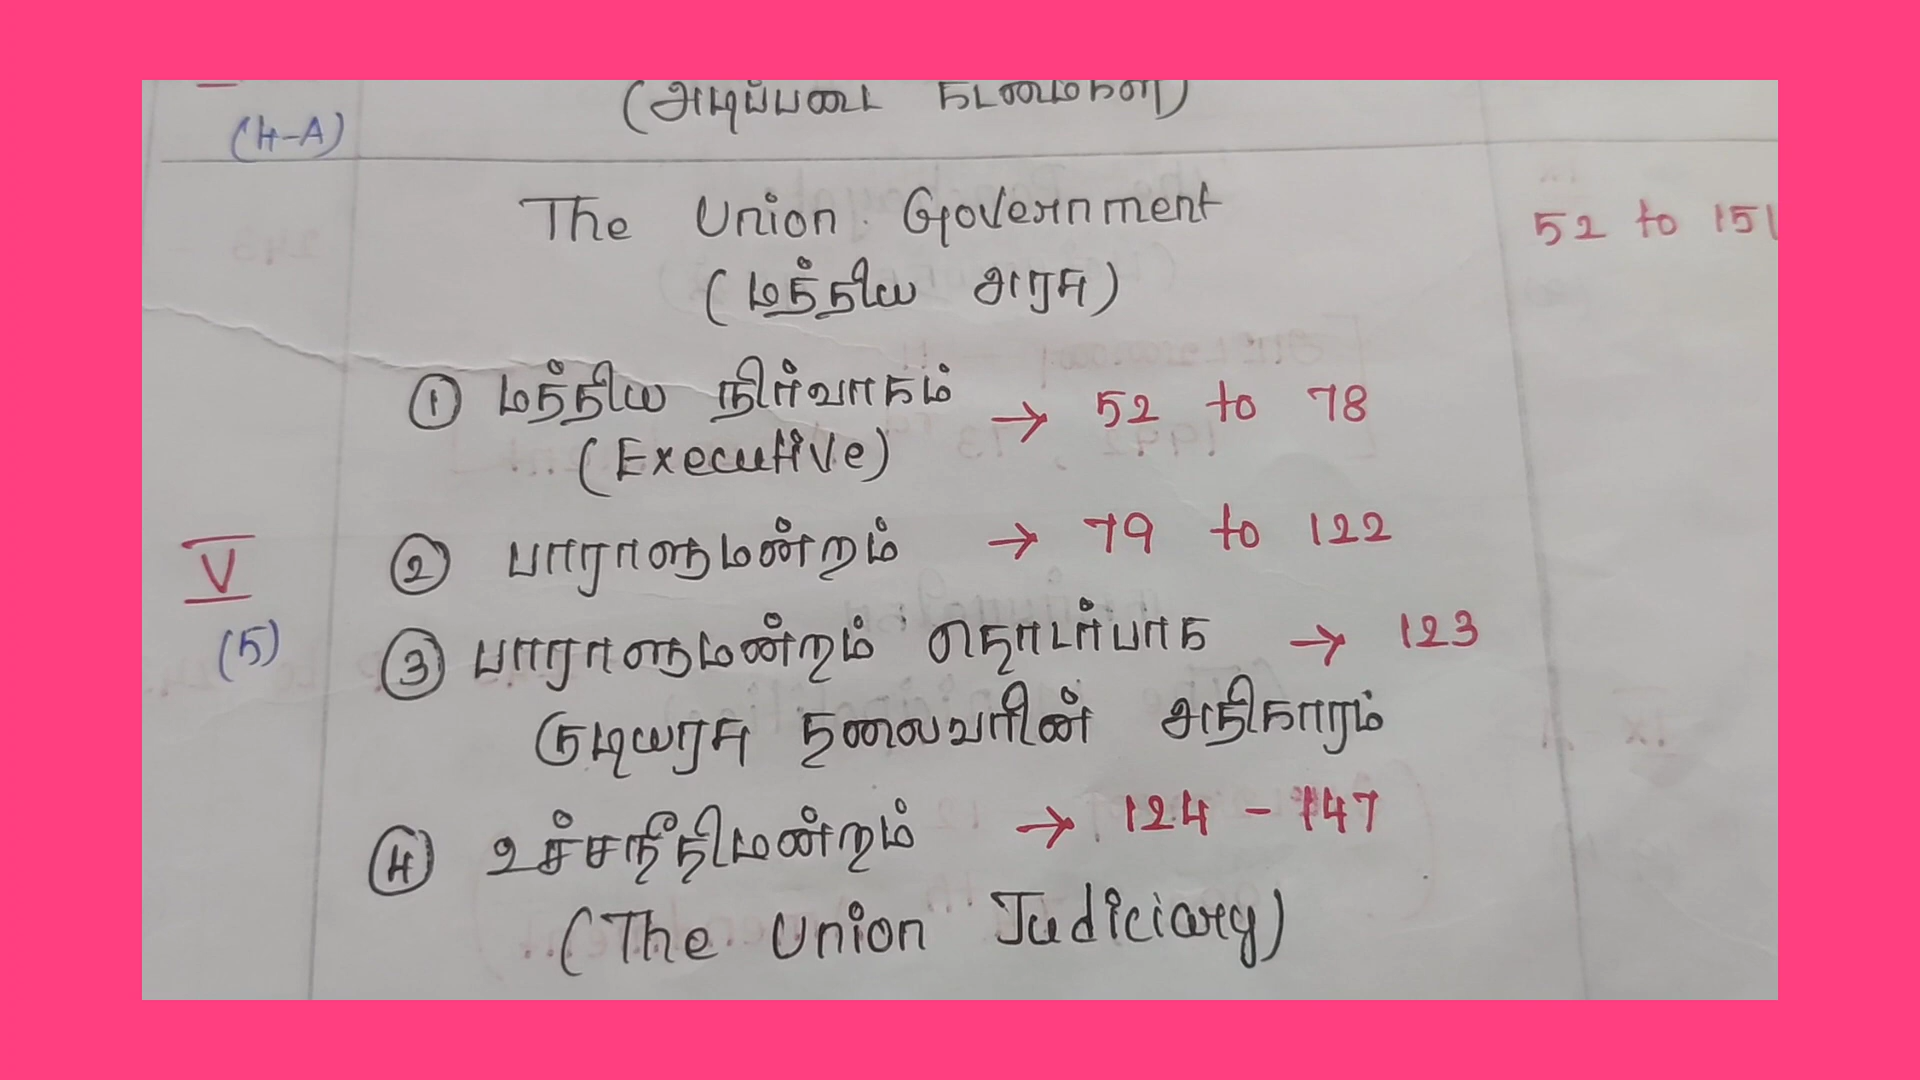 (அடிப்படை கடமைகள்)
(4-A)
The Union Government
52 to 151
(மத்திய அரசு)
① மத்திய நிர்வாகம் → 52 to 78
(Executive)
V
② பாராளுமன்றம் → 79 to 122
(5)
③ பாராளுமன்றம் தொடர்பாக → 123
குடியரசு தலைவரின் அதிகாரம்
④ உச்சநீதிமன்றம் → 124 - 147
(The Union Judiciary)